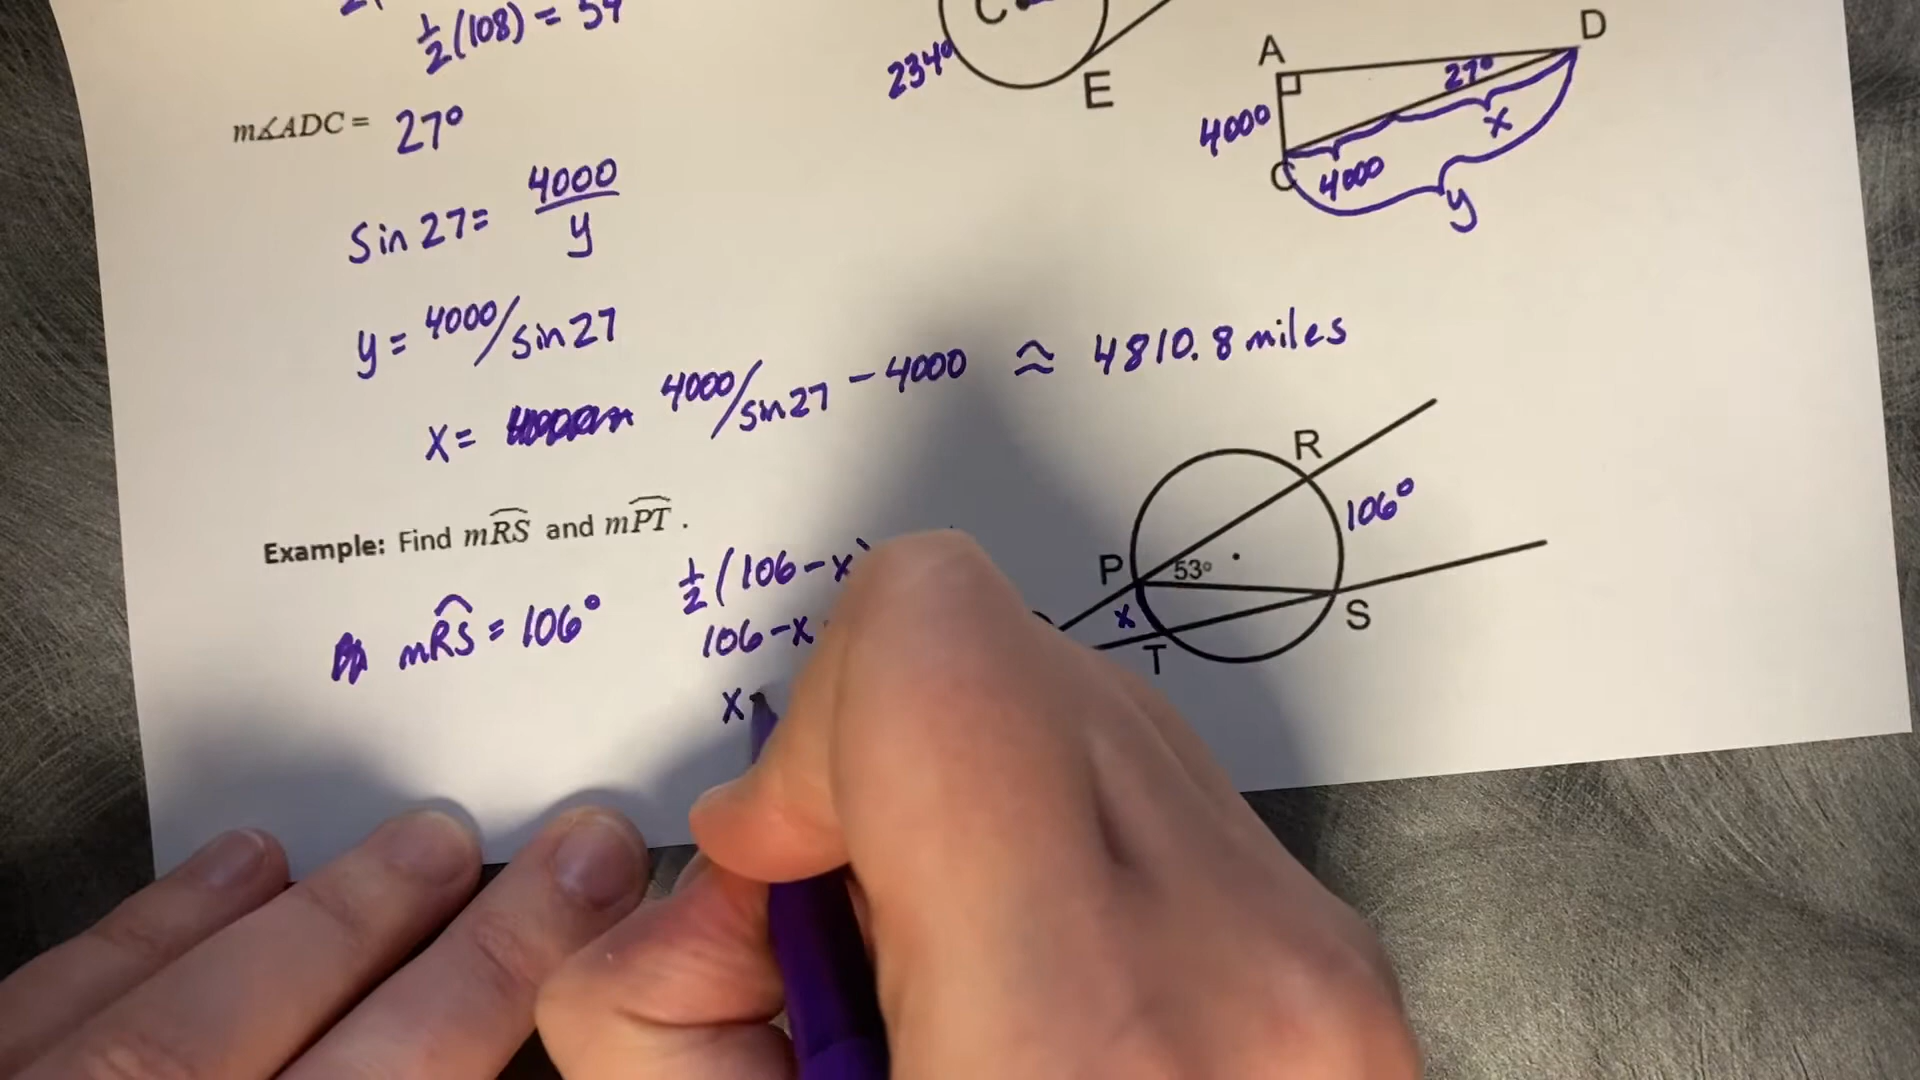 ½(108) = 54
234°
C
E
A
D
27°
4000
x
C
4000
y
m∡ADC = 27°
Sin 27 = 4000/y
y = 4000/sin27
x = 4000/sin27 - 4000 ≈ 4810.8 miles
Example: Find mRS and mPT .
mRS = 106°
½(106-x)
106-x
x
R
106°
P
53°
x
T
S